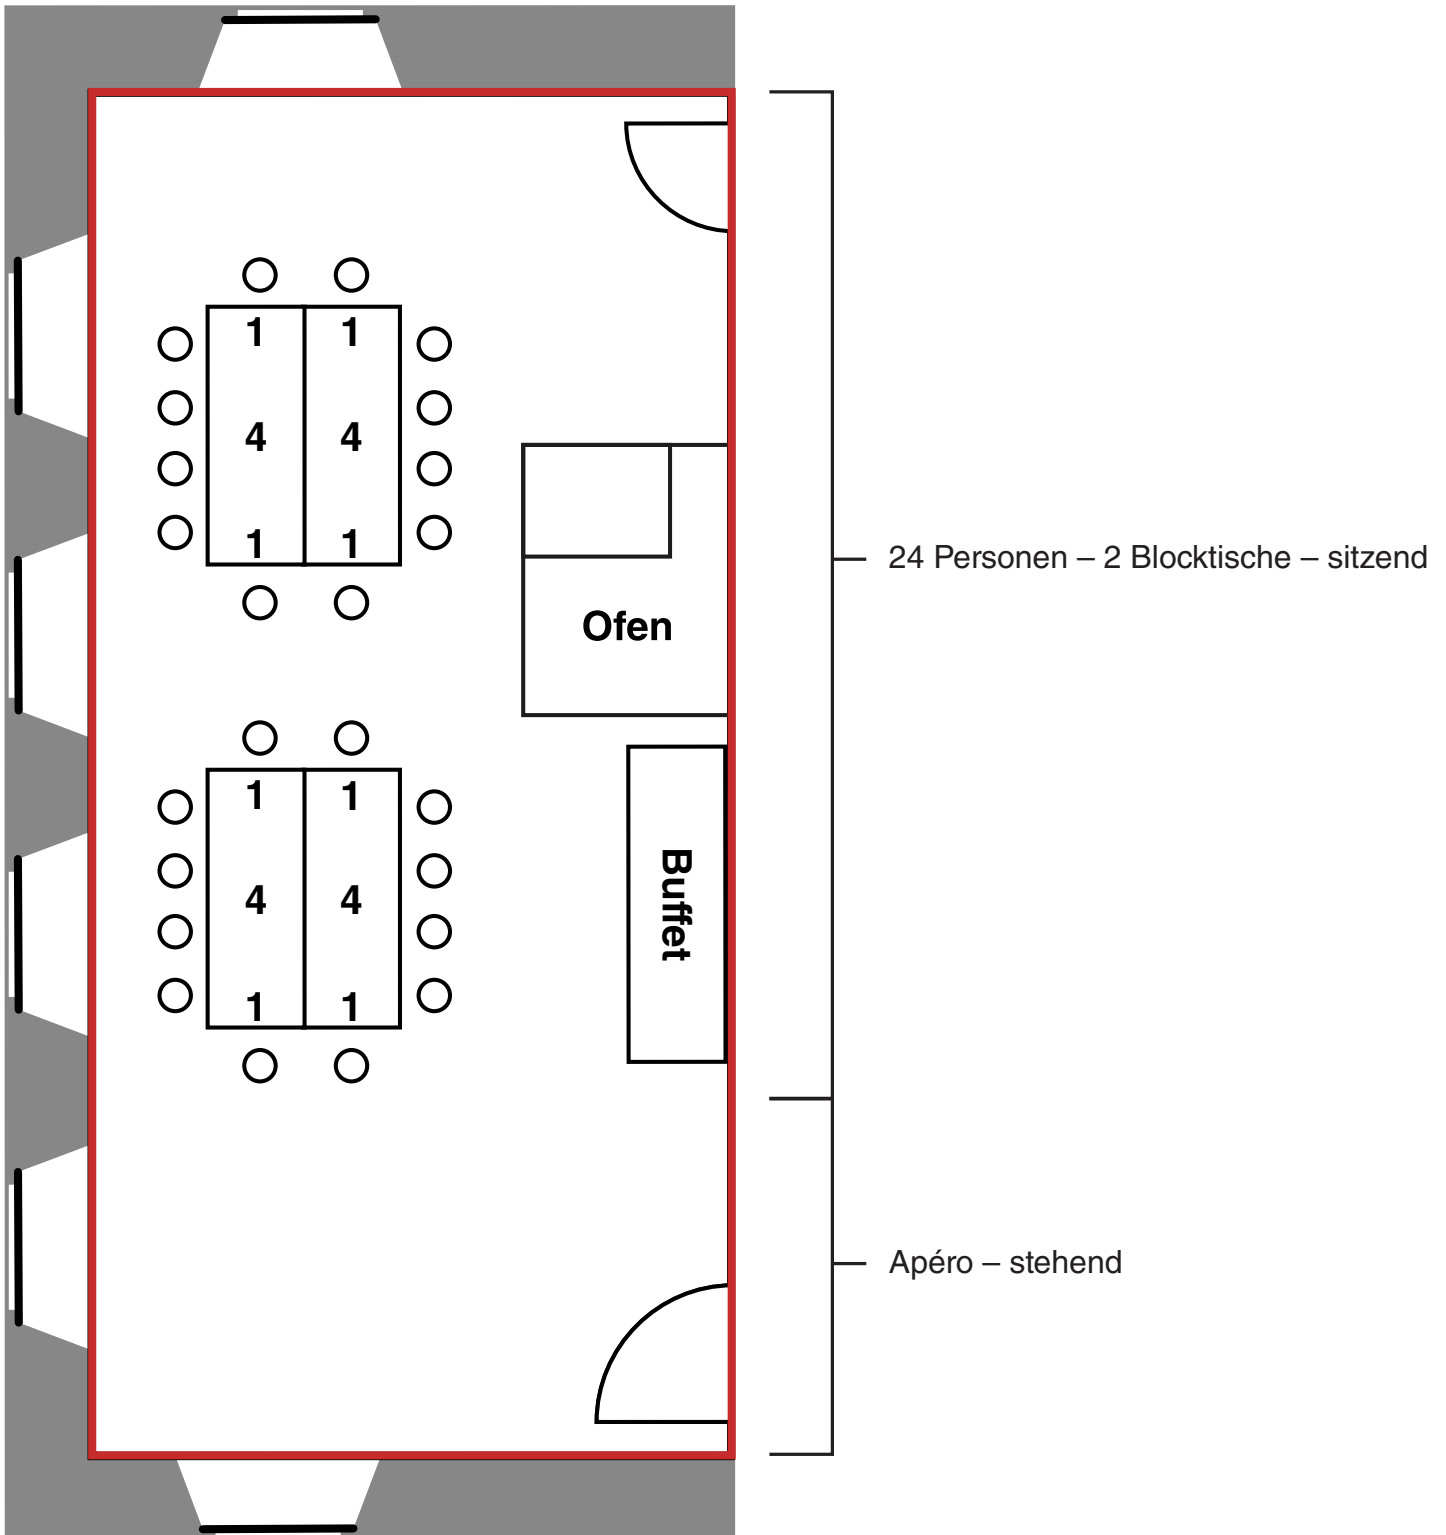 1 1
4 4
1 1
24 Personen – 2 Blocktische – sitzend
Ofen
1 1
4 4
1 1
Buffet
Apéro – stehend